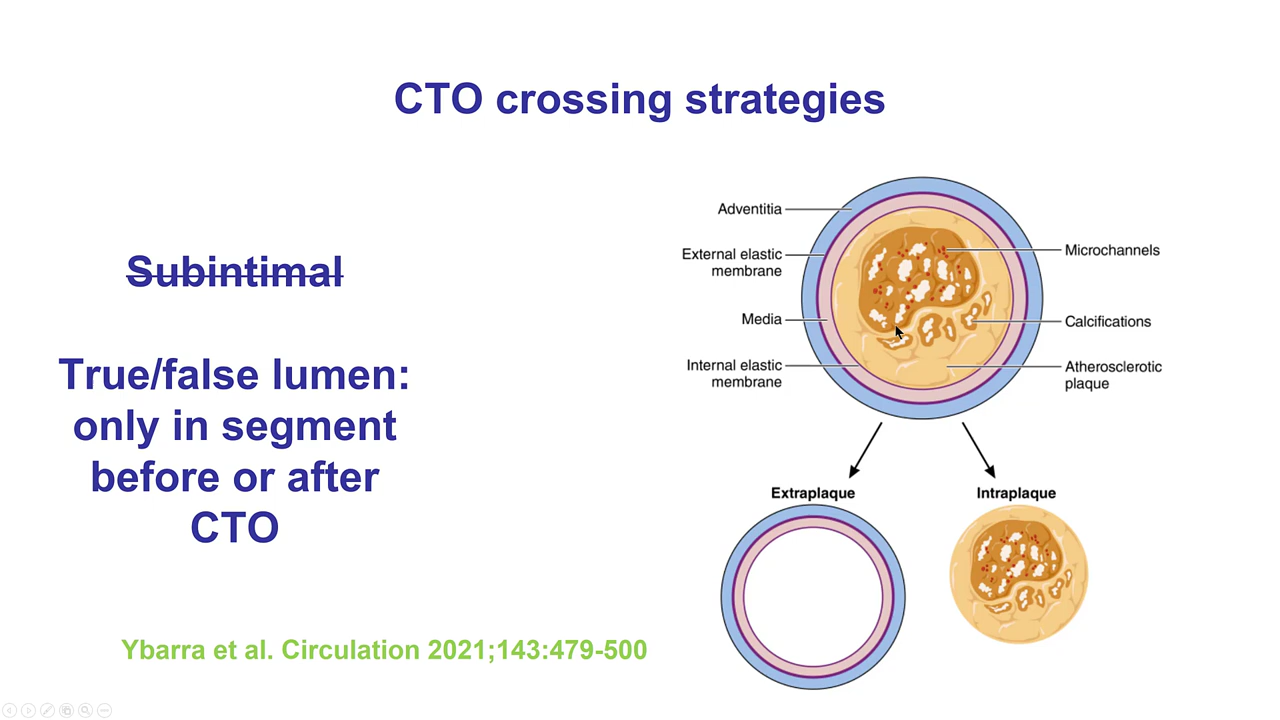 CTO crossing strategies
Subintimal
True/false lumen:
only in segment
before or after
CTO
Adventitia
External elastic
membrane
Media
Internal elastic
membrane
Microchannels
Calcifications
Atherosclerotic
plaque
Extraplaque
Intraplaque
Ybarra et al. Circulation 2021;143:479-500